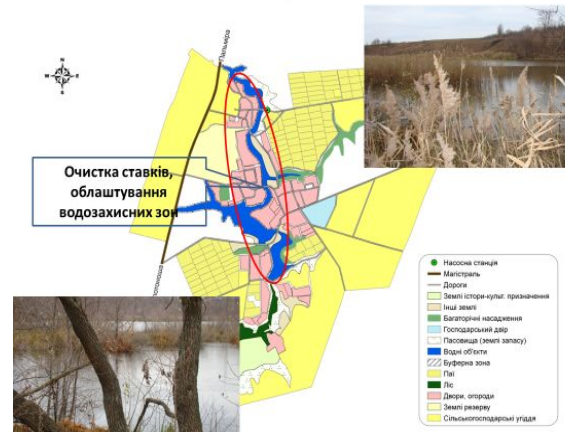 Пальміра
N
W
E
S
Очистка ставків,
облаштування
водозахисних зон
Насосна станція
Магістраль
Дороги
Землі істори-культ. призначення
Інші землі
Багаторічні насадження
Господарський двір
Пасовища (землі запасу)
Водні об'єкти
Буферна зона
Паї
Ліс
Двори, огороди
Землі резерву
Сільськогосподарські угіддя